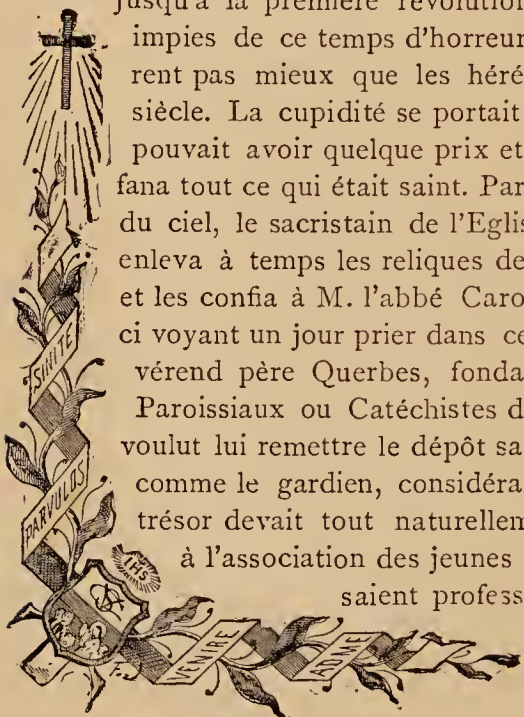 jusqu'à la première révolution
impies de ce temps d'horreur
rent pas mieux que les héré
siècle. La cupidité se portait
pouvait avoir quelque prix et
fana tout ce qui était saint. Par
du ciel, le sacristain de l'Eglis
enleva à temps les reliques de
et les confia à M. l'abbé Caro
ci voyant un jour prier dans ce
vérend père Querbes, fonda
Paroissiaux ou Catéchistes d
voulut lui remettre le dépôt sa
comme le gardien, considéra
trésor devait tout naturellem
à l'association des jeunes
saient profess
SINITE
PARVULOS
IHS
VENIRE
AD ME